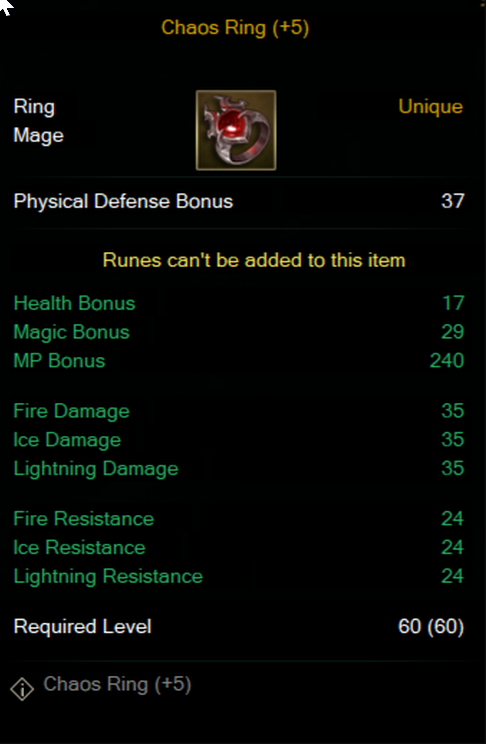 Chaos Ring (+5)
Ring Unique
Mage
Physical Defense Bonus 37
Runes can't be added to this item
Health Bonus 17
Magic Bonus 29
MP Bonus 240
Fire Damage 35
Ice Damage 35
Lightning Damage 35
Fire Resistance 24
Ice Resistance 24
Lightning Resistance 24
Required Level 60 (60)
Chaos Ring (+5)